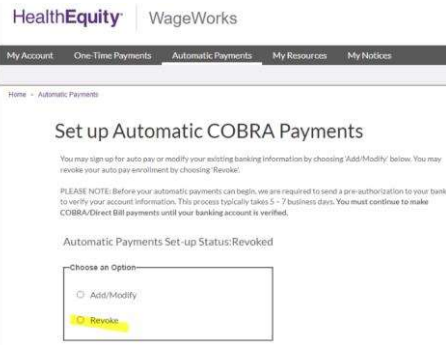 HealthEquity WageWorks
My Account One-Time Payments Automatic Payments My Resources My Notices
Home - Automatic Payments
Set up Automatic COBRA Payments
You may sign up for auto pay or modify your existing banking information by choosing 'Add/Modify' below. You may
revoke your auto pay enrollment by choosing 'Revoke'.
PLEASE NOTE: Before your automatic payments can begin, we are required to send a pre-authorization to your bank
to verify your account information. This process typically takes 5 – 7 business days. You must continue to make
COBRA/Direct Bill payments until your banking account is verified.
Automatic Payments Set-up Status:Revoked
Choose an Option
Add/Modify
Revoke